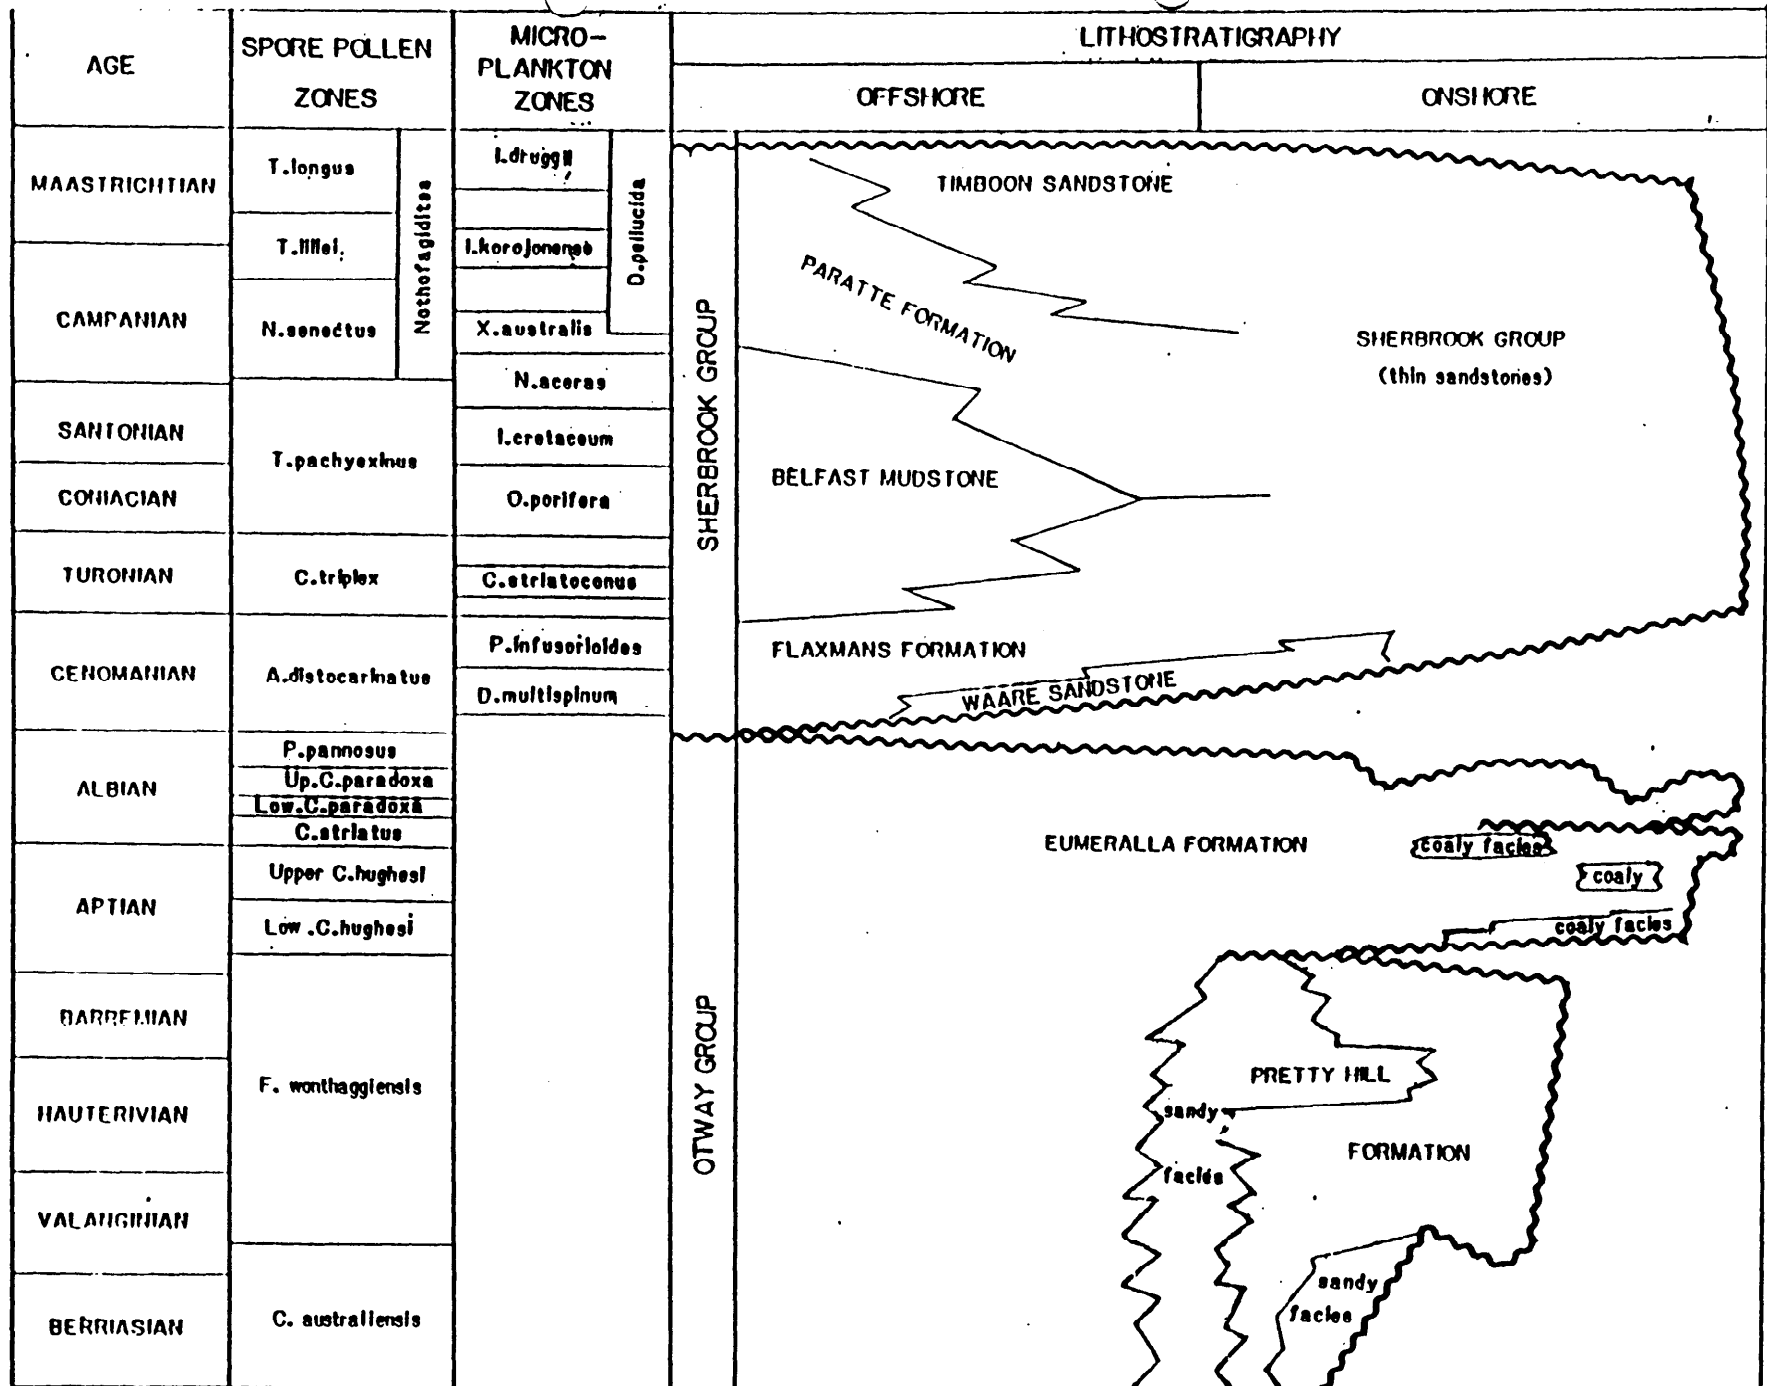 AGE
SPORE POLLEN
ZONES
MICRO-
PLANKTON
ZONES
LITHOSTRATIGRAPHY
OFFSHORE
ONSHORE
MAASTRICHTIAN
CAMPANIAN
SANTONIAN
CONIACIAN
TURONIAN
CENOMANIAN
ALBIAN
APTIAN
BARREMIAN
HAUTERIVIAN
VALANGINIAN
BERRIASIAN
T.longus
T.lillei
N.senectus
Nothofagidites
T.pachyexinus
C.triplex
A.distocarinatus
P.pannosus
Up.C.paradoxa
Low.C.paradoxa
C.striatus
Upper C.hughesi
Low.C.hughesi
F. wonthaggiensis
C. australiensis
I.druggii
I.korojonense
X.australis
D.pellucida
N.aceras
I.cretaceum
O.porifera
C.striatoconus
P.infusorioides
D.multispinum
SHERBROOK GROUP
OTWAY GROUP
TIMBOON SANDSTONE
PARATTE FORMATION
SHERBROOK GROUP
(thin sandstones)
BELFAST MUDSTONE
FLAXMANS FORMATION
WAARE SANDSTONE
EUMERALLA FORMATION
coaly facies
coaly
coaly facies
PRETTY HILL
FORMATION
sandy
facies
sandy
facies